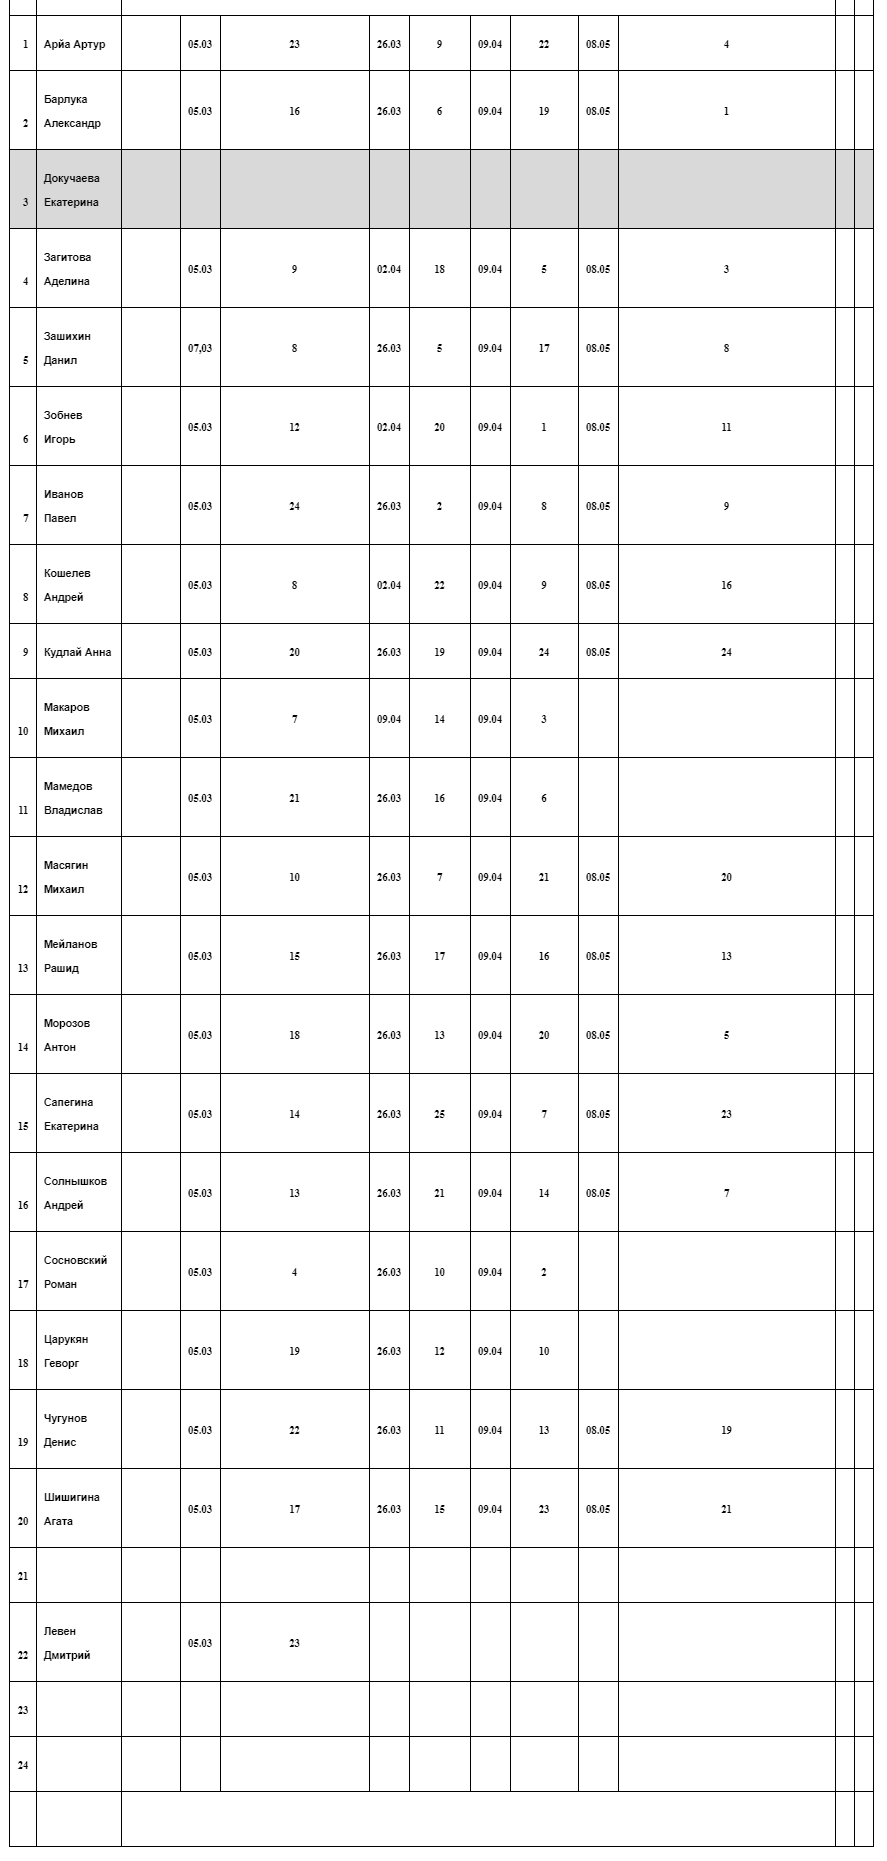 1 Арйа Артур 05.03 23 26.03 9 09.04 22 08.05 4
Барлука
2 Александр 05.03 16 26.03 6 09.04 19 08.05 1
Докучаева
3 Екатерина
Загитова
4 Аделина 05.03 9 02.04 18 09.04 5 08.05 3
Зашихин
5 Данил 07,03 8 26.03 5 09.04 17 08.05 8
Зобнев
6 Игорь 05.03 12 02.04 20 09.04 1 08.05 11
Иванов
7 Павел 05.03 24 26.03 2 09.04 8 08.05 9
Кошелев
8 Андрей 05.03 8 02.04 22 09.04 9 08.05 16
9 Кудлай Анна 05.03 20 26.03 19 09.04 24 08.05 24
Макаров
10 Михаил 05.03 7 09.04 14 09.04 3
Мамедов
11 Владислав 05.03 21 26.03 16 09.04 6
Масягин
12 Михаил 05.03 10 26.03 7 09.04 21 08.05 20
Мейланов
13 Рашид 05.03 15 26.03 17 09.04 16 08.05 13
Морозов
14 Антон 05.03 18 26.03 13 09.04 20 08.05 5
Сапегина
15 Екатерина 05.03 14 26.03 25 09.04 7 08.05 23
Солнышков
16 Андрей 05.03 13 26.03 21 09.04 14 08.05 7
Сосновский
17 Роман 05.03 4 26.03 10 09.04 2
Царукян
18 Геворг 05.03 19 26.03 12 09.04 10
Чугунов
19 Денис 05.03 22 26.03 11 09.04 13 08.05 19
Шишигина
20 Агата 05.03 17 26.03 15 09.04 23 08.05 21
21
Левен
22 Дмитрий 05.03 23
23
24